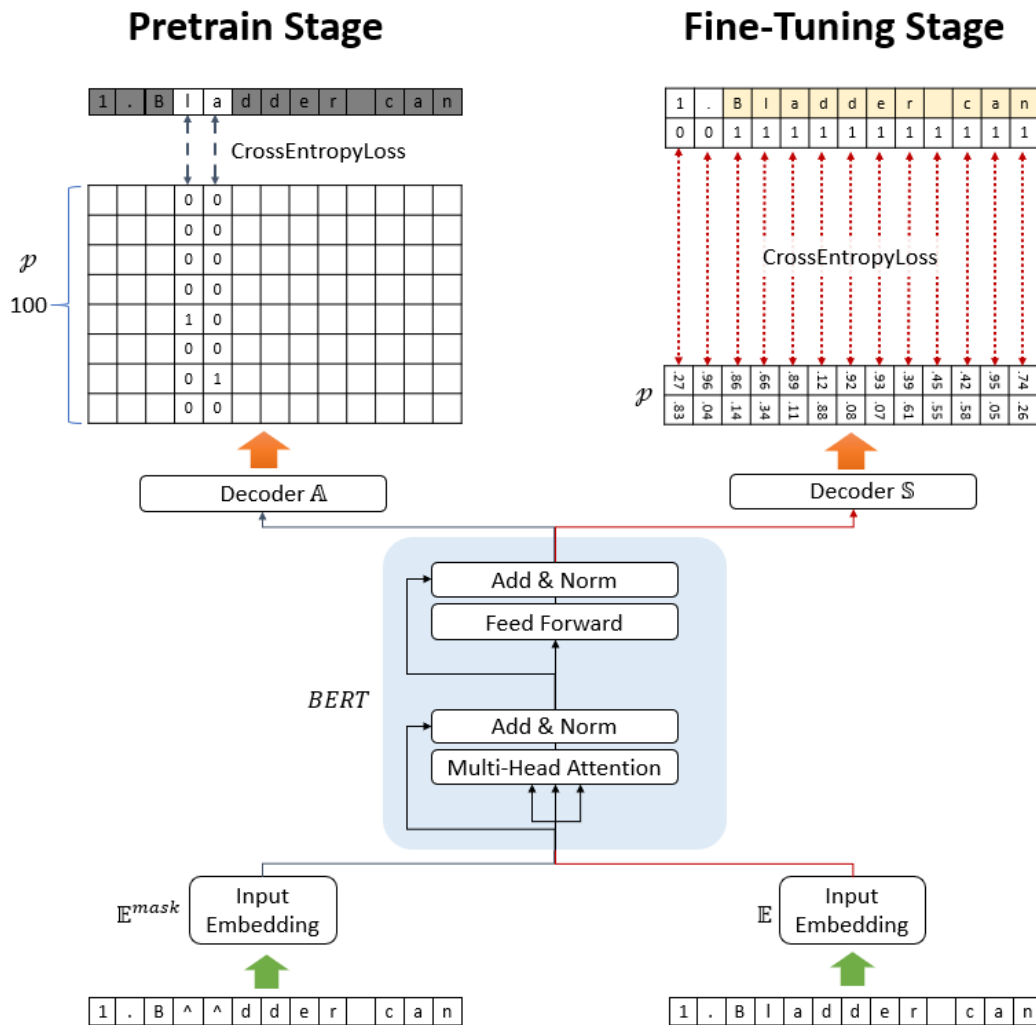 Pretrain Stage
Fine-Tuning Stage
1 . B l a d d e r   c a n
1 . B l a d d e r   c a n
0 0 1 1 1 1 1 1 1 1 1 1 1
CrossEntropyLoss
CrossEntropyLoss
0 0
0 0
0 0
0 0
1 0
0 0
0 1
0 0
𝓅
100
𝓅
.27 .96 .86 .66 .89 .12 .92 .93 .39 .45 .42 .95 .74
.83 .04 .14 .34 .11 .88 .08 .07 .61 .55 .58 .05 .26
Decoder 𝔸
Decoder 𝕊
Add & Norm
Feed Forward
BERT
Add & Norm
Multi-Head Attention
𝔼^mask
Input
Embedding
𝔼
Input
Embedding
1 . B ^ ^ d d e r   c a n
1 . B l a d d e r   c a n